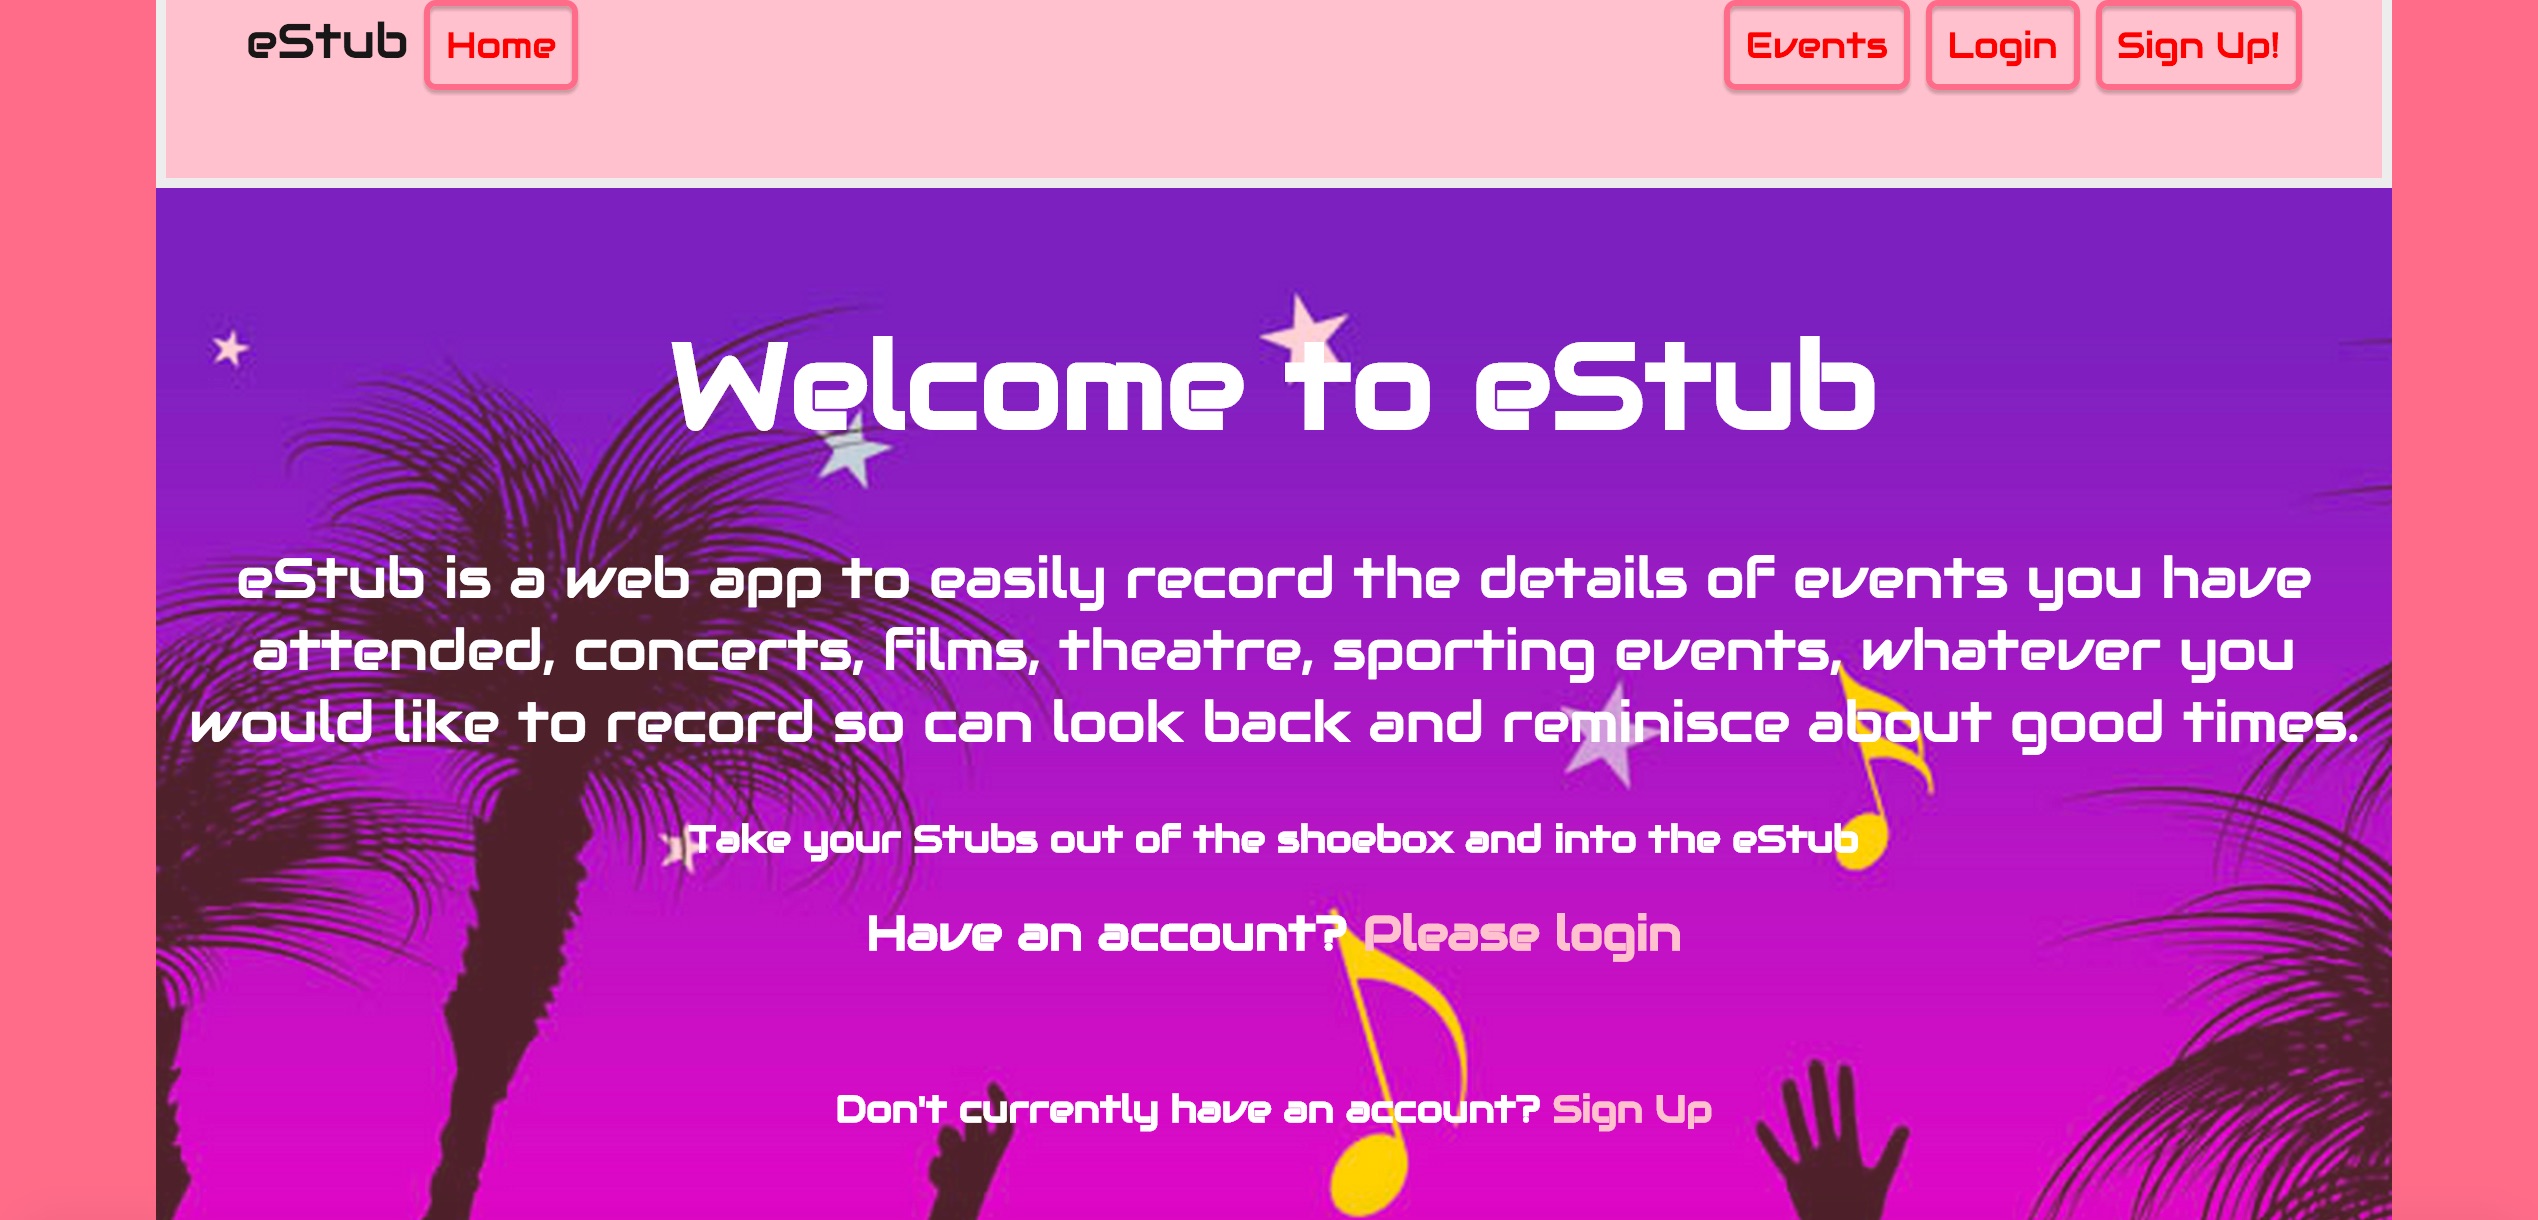 eStub Home Events Login Sign Up!
Welcome to eStub
eStub is a web app to easily record the details of events you have
attended, concerts, films, theatre, sporting events, whatever you
would like to record so can look back and reminisce about good times.
Take your Stubs out of the shoebox and into the eStub
Have an account? Please login
Don't currently have an account? Sign Up